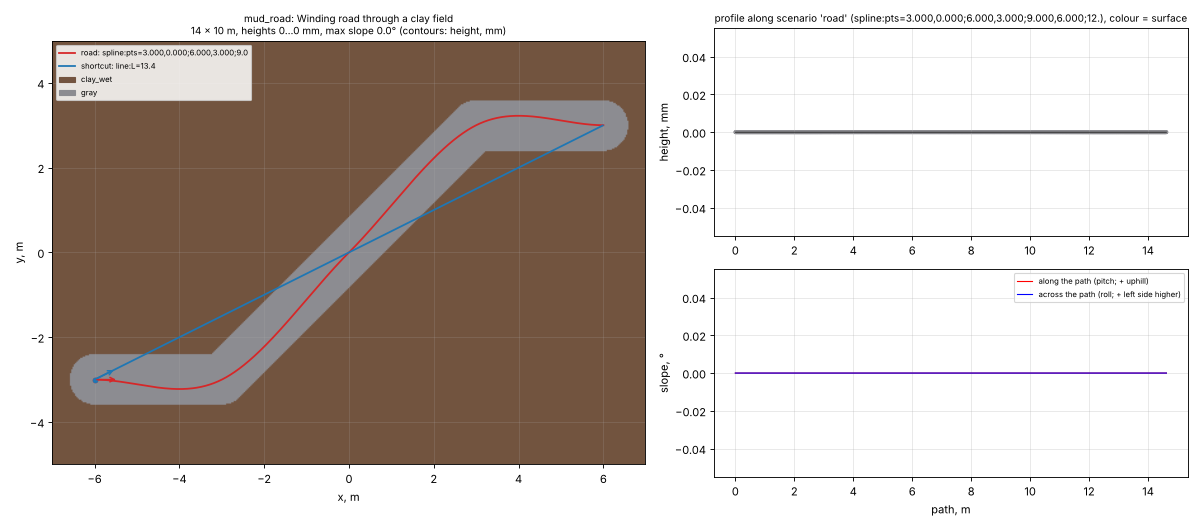 mud_road: Winding road through a clay field
14 × 10 m, heights 0...0 mm, max slope 0.0° (contours: height, mm)
road: spline:pts=3.000,0.000;6.000,3.000;9.0
shortcut: line:L=13.4
clay_wet
gray
4
2
0
−2
−4
y, m
−6
−4
−2
0
2
4
6
x, m
profile along scenario 'road' (spline:pts=3.000,0.000;6.000,3.000;9.000,6.000;12.), colour = surface
0.04
0.02
0.00
−0.02
−0.04
height, mm
0
2
4
6
8
10
12
14
along the path (pitch; + uphill)
across the path (roll; + left side higher)
0.04
0.02
0.00
−0.02
−0.04
slope, °
0
2
4
6
8
10
12
14
path, m